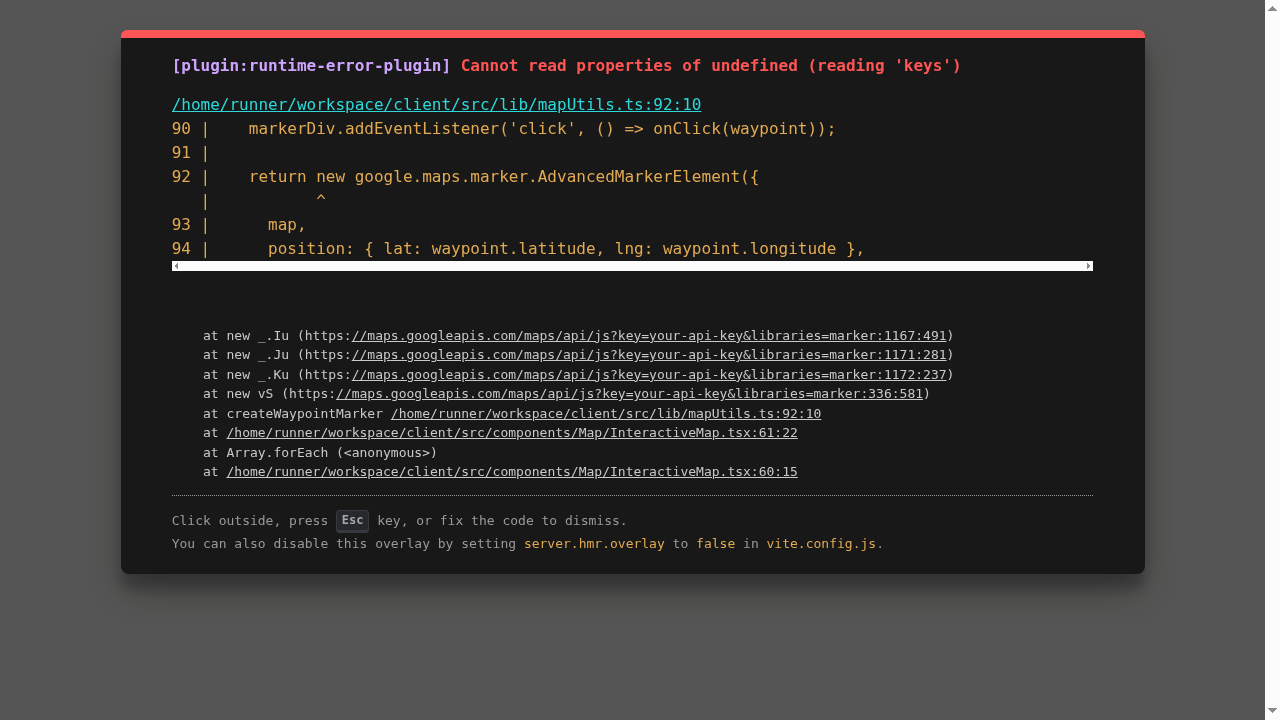 [plugin:runtime-error-plugin] Cannot read properties of undefined (reading 'keys')
/home/runner/workspace/client/src/lib/mapUtils.ts:92:10
90 |    markerDiv.addEventListener('click', () => onClick(waypoint));
91 |
92 |    return new google.maps.marker.AdvancedMarkerElement({
   |           ^
93 |      map,
94 |      position: { lat: waypoint.latitude, lng: waypoint.longitude },
at new _.Iu (https://maps.googleapis.com/maps/api/js?key=your-api-key&libraries=marker:1167:491)
at new _.Ju (https://maps.googleapis.com/maps/api/js?key=your-api-key&libraries=marker:1171:281)
at new _.Ku (https://maps.googleapis.com/maps/api/js?key=your-api-key&libraries=marker:1172:237)
at new vS (https://maps.googleapis.com/maps/api/js?key=your-api-key&libraries=marker:336:581)
at createWaypointMarker /home/runner/workspace/client/src/lib/mapUtils.ts:92:10
at /home/runner/workspace/client/src/components/Map/InteractiveMap.tsx:61:22
at Array.forEach (<anonymous>)
at /home/runner/workspace/client/src/components/Map/InteractiveMap.tsx:60:15
Click outside, press Esc key, or fix the code to dismiss.
You can also disable this overlay by setting server.hmr.overlay to false in vite.config.js.